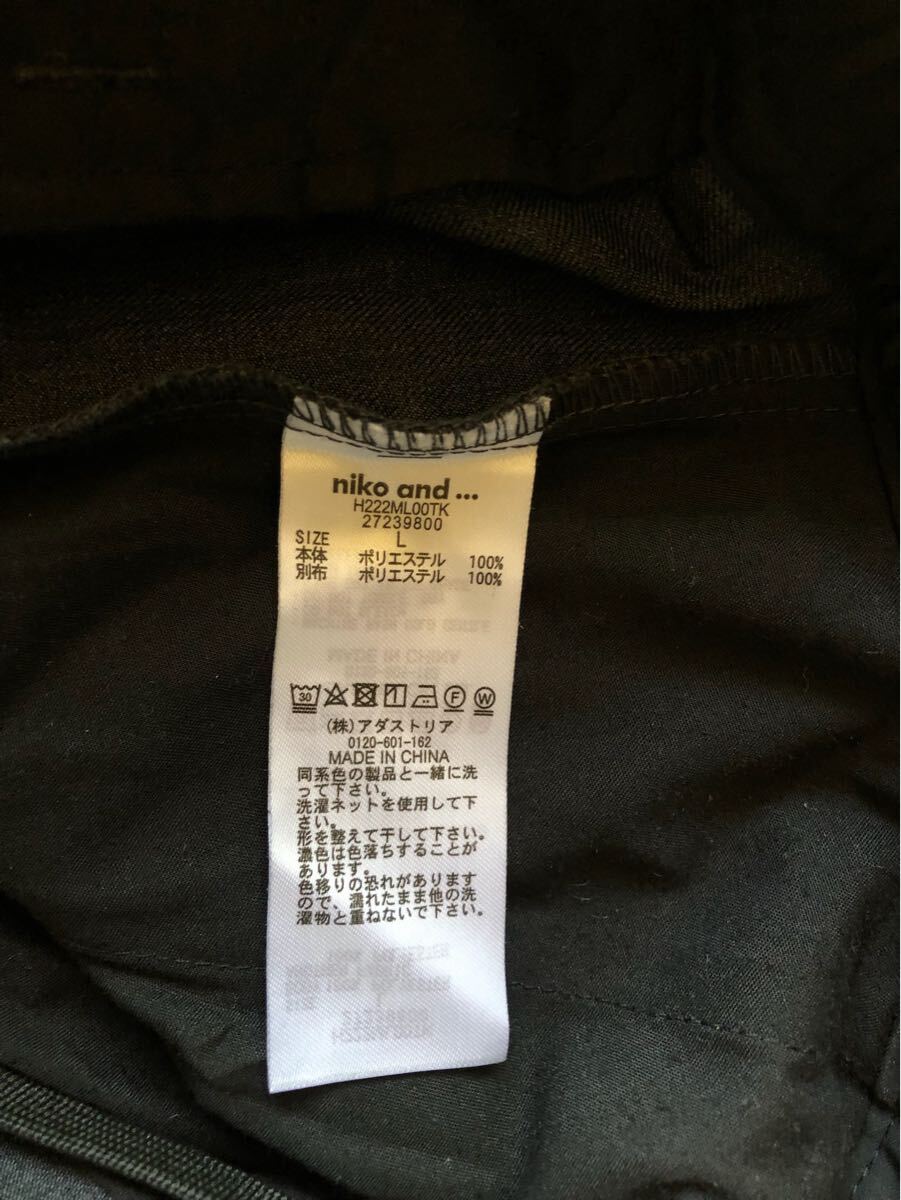 niko and ...
H222ML00TK
27239800
SIZE L
本体 ポリエステル 100%
別布 ポリエステル 100%
30 F W
(株)アダストリア
0120-601-162
MADE IN CHINA
同系色の製品と一緒に洗
って下さい。
洗濯ネットを使用して下
さい。
形を整えて干して下さい。
濃色は色落ちすることが
あります。
色移りの恐れがあります
ので、濡れたまま他の洗
濯物と重ねないで下さい。